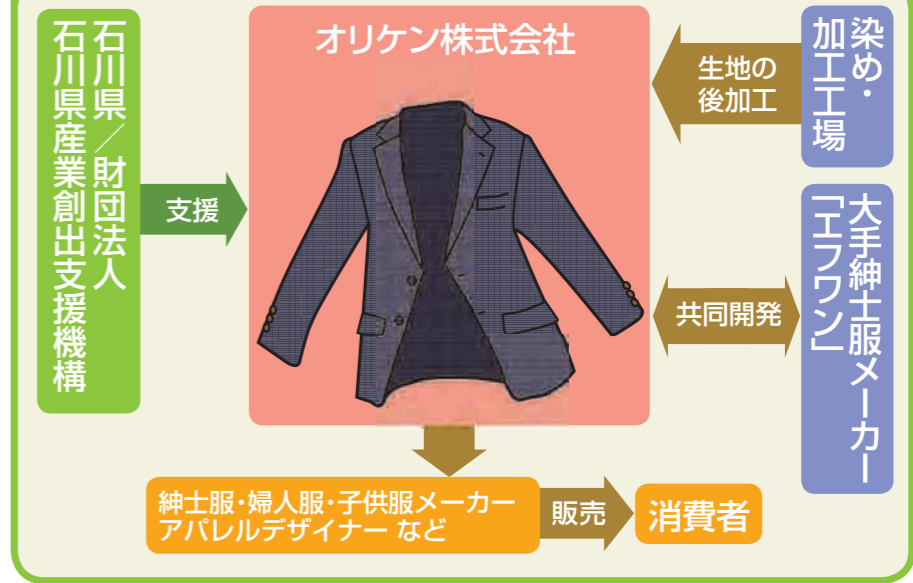 石川県／財団法人
石川県産業創出支援機構
支援
オリケン株式会社
生地の
後加工
染め・
加工工場
共同開発
大手紳士服メーカー
「エフワン」
紳士服・婦人服・子供服メーカー
アパレルデザイナー など
販売
消費者